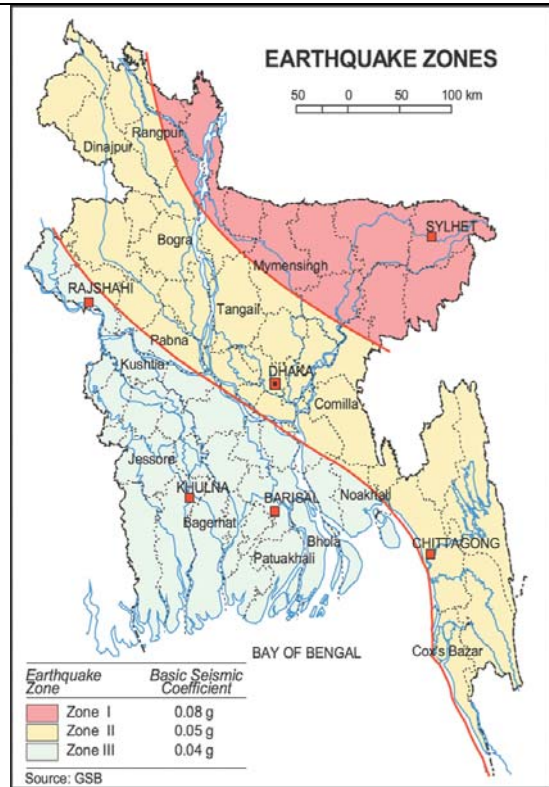 EARTHQUAKE ZONES
50 0 50 100 km
Rangpur
Dinajpur
SYLHET
Bogra
Mymensingh
RAJSHAHI
Tangail
Pabna
Kushtia
DHAKA
Comilla
Jessore
KHULNA
BARISAL
Noakhali
Bagerhat
Bhola
CHITTAGONG
Patuakhali
BAY OF BENGAL
Cox's Bazar
Earthquake Zone
Basic Seismic Coefficient
Zone I 0.08 g
Zone II 0.05 g
Zone III 0.04 g
Source: GSB